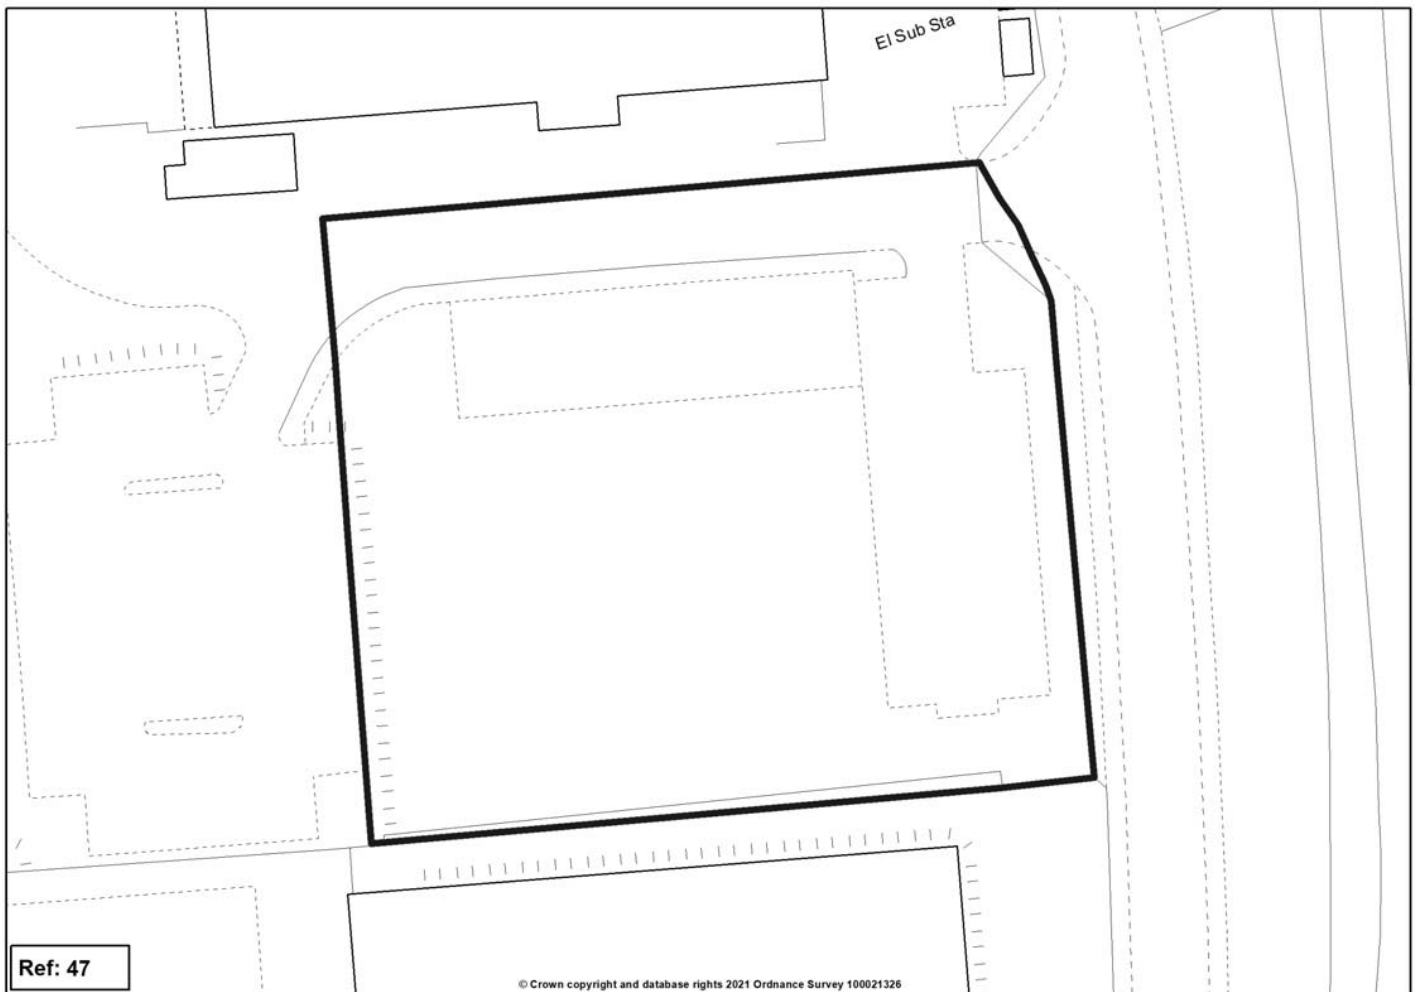 El Sub Sta
Ref: 47
© Crown copyright and database rights 2021 Ordnance Survey 100021326